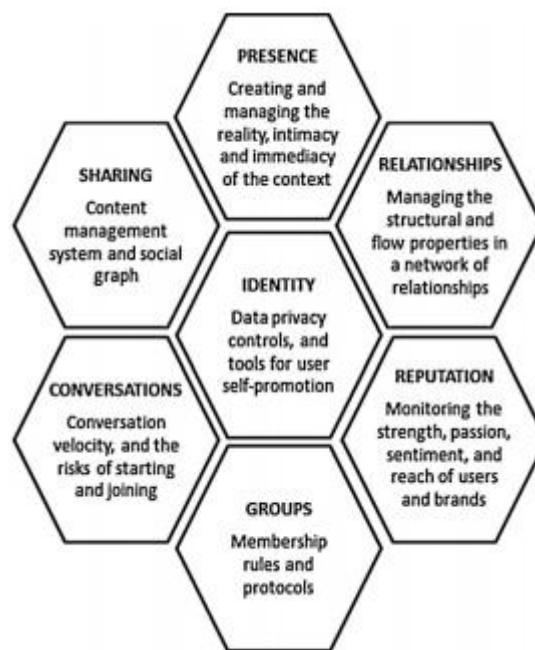 PRESENCE
Creating and
managing the
reality, intimacy
and immediacy
of the context
SHARING
Content
management
system and social
graph
RELATIONSHIPS
Managing the
structural and
flow properties in
a network of
relationships
IDENTITY
Data privacy
controls, and
tools for user
self-promotion
CONVERSATIONS
Conversation
velocity, and the
risks of starting
and joining
REPUTATION
Monitoring the
strength, passion,
sentiment, and
reach of users
and brands
GROUPS
Membership
rules and
protocols